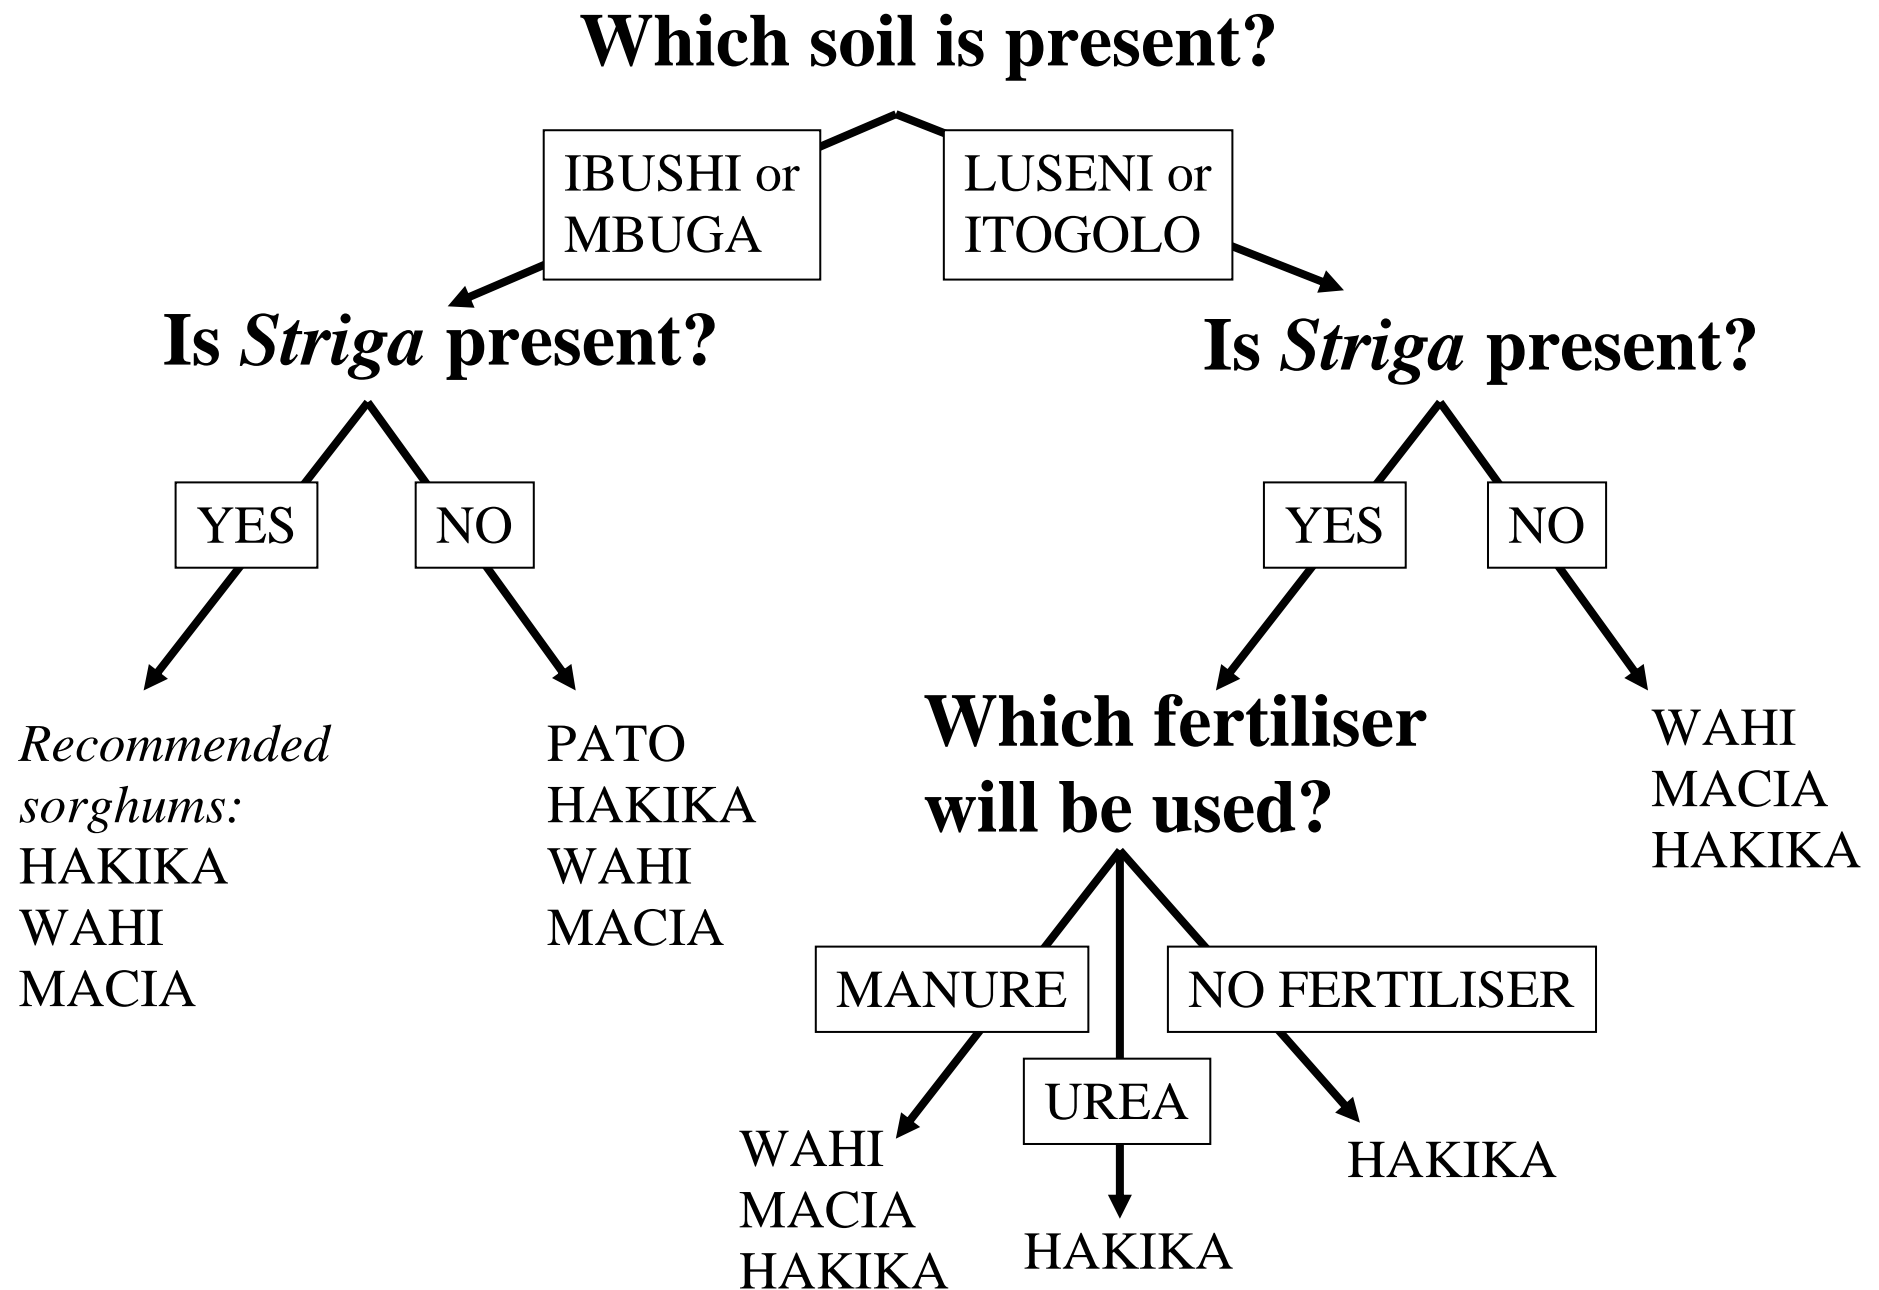 Which soil is present?
IBUSHI or
MBUGA
LUSENI or
ITOGOLO
Is Striga present?
Is Striga present?
YES
NO
YES
NO
Recommended
sorghums:
HAKIKA
WAHI
MACIA
PATO
HAKIKA
WAHI
MACIA
Which fertiliser
will be used?
WAHI
MACIA
HAKIKA
MANURE
UREA
NO FERTILISER
WAHI
MACIA
HAKIKA
HAKIKA
HAKIKA